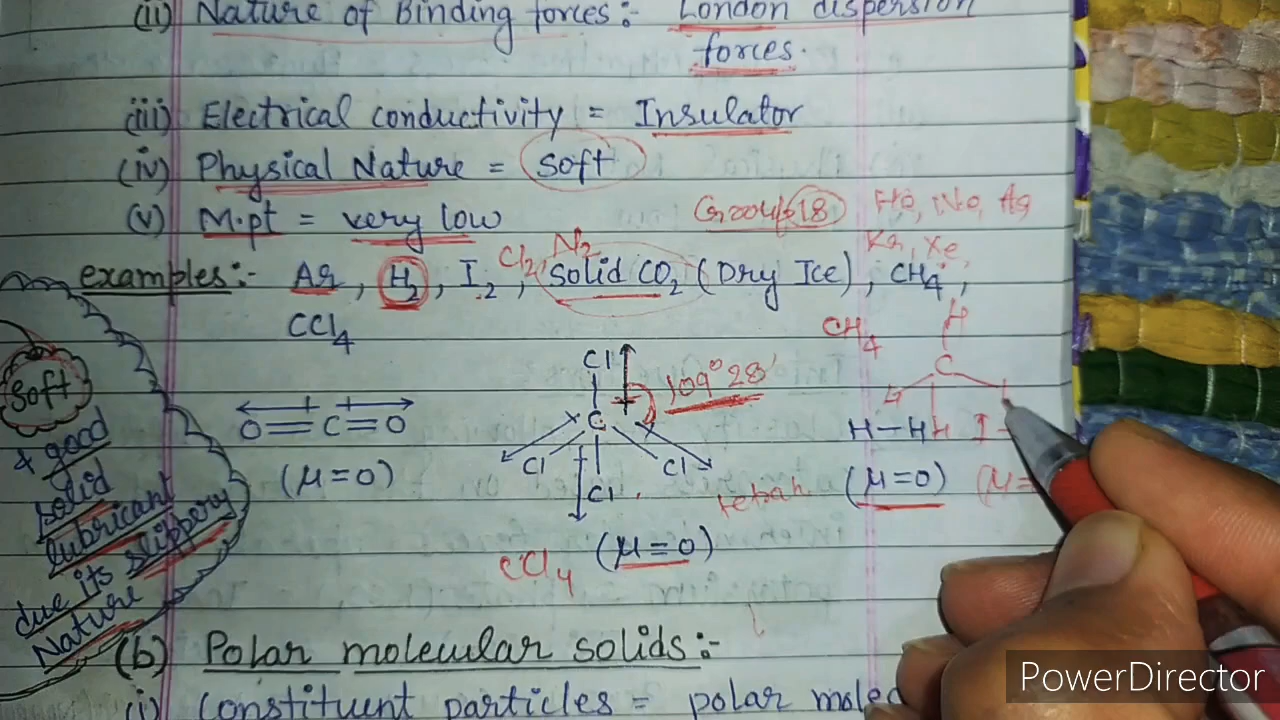 (ii) Nature of Binding forces:- London dispersion
forces.
(iii) Electrical conductivity = Insulator
(iv) Physical Nature = Soft
(v) M.pt = very low
Group 18 He, Ne, Ar
Kr, Xe,
Cl2, N2
examples:- Ar, H2, I2, Solid CO2 (Dry Ice), CH4,
CCl4
Soft
& good
solid
lubricant
due its slippery
Nature
O=C=O
(μ=0)
Cl
C
Cl Cl
Cl
109°28'
tetrah
CCl4 (μ=0)
CH4
H
C
H
H-H H I-
(μ=0) (μ=
(b) Polar molecular solids:-
(i) Constituent particles = polar molec
PowerDirector